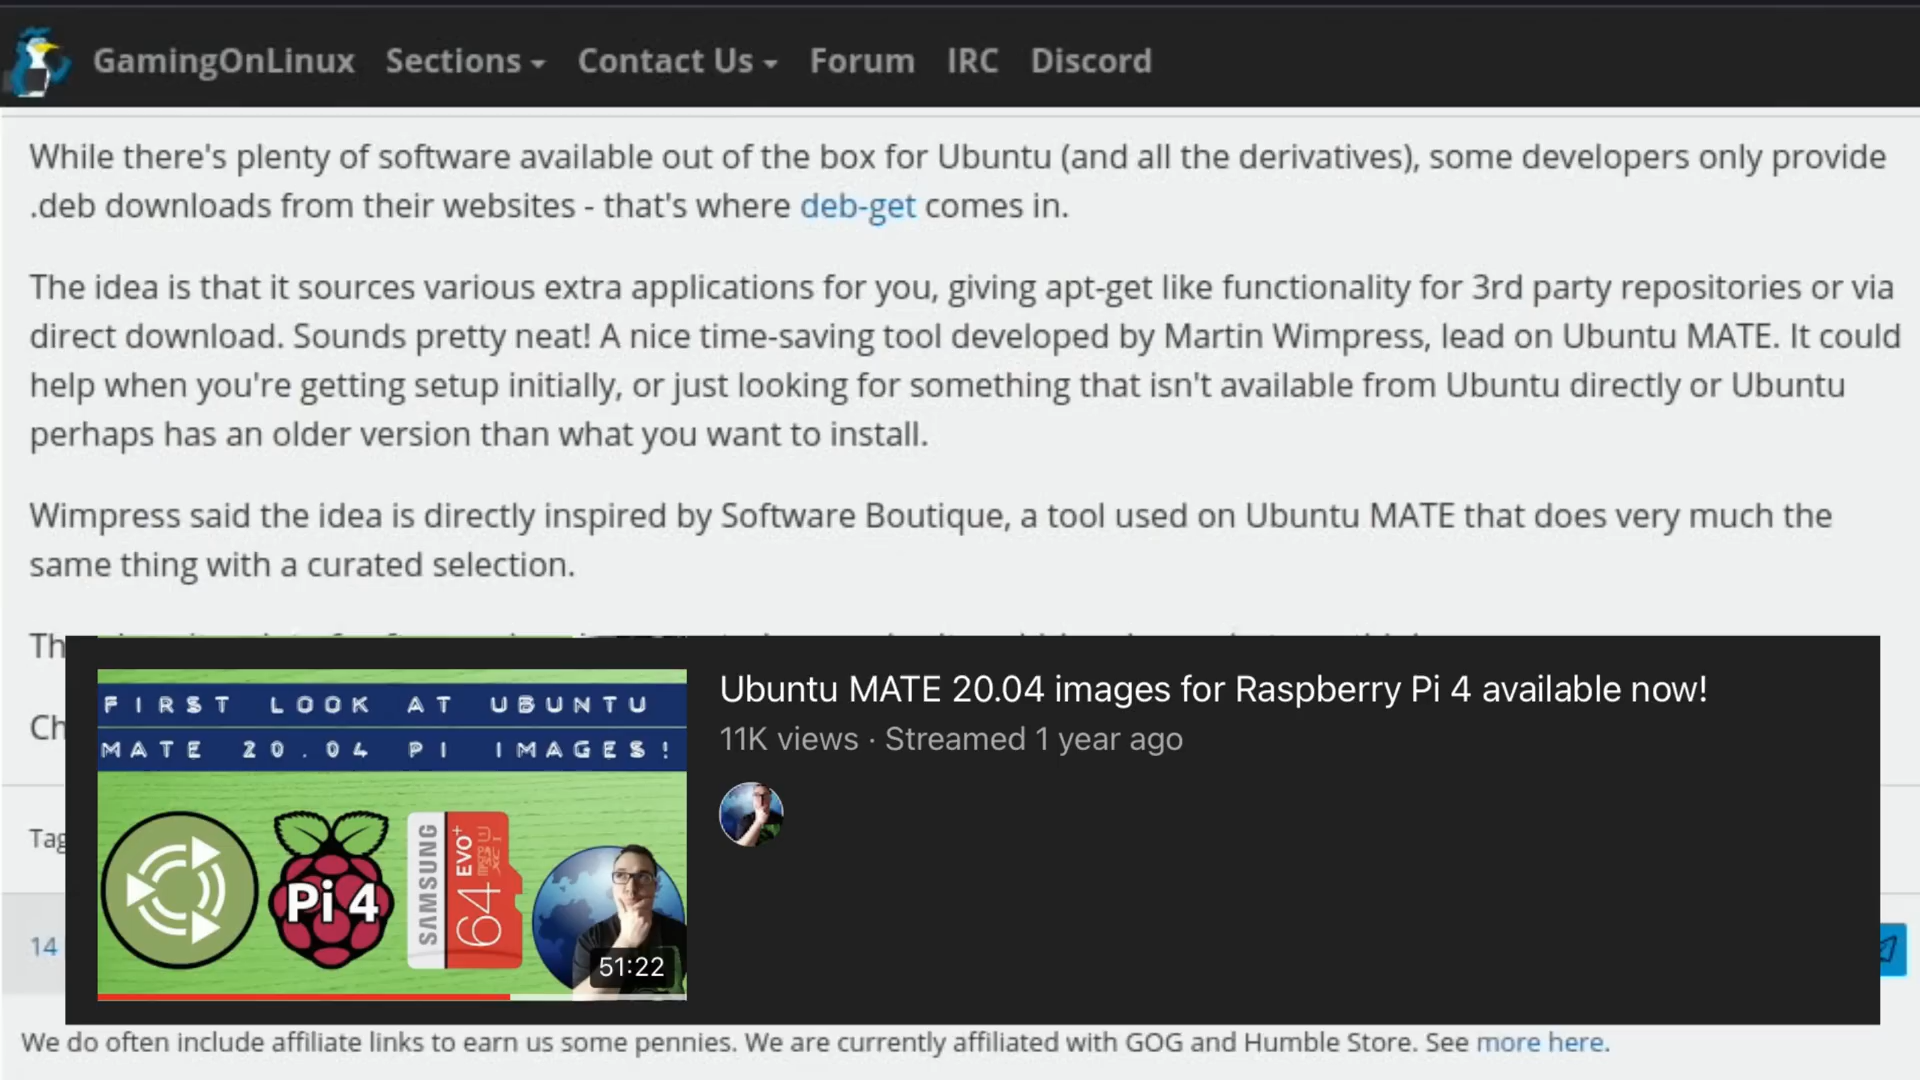 GamingOnLinux Sections Contact Us Forum IRC Discord
While there's plenty of software available out of the box for Ubuntu (and all the derivatives), some developers only provide
.deb downloads from their websites - that's where deb-get comes in.
The idea is that it sources various extra applications for you, giving apt-get like functionality for 3rd party repositories or via
direct download. Sounds pretty neat! A nice time-saving tool developed by Martin Wimpress, lead on Ubuntu MATE. It could
help when you're getting setup initially, or just looking for something that isn't available from Ubuntu directly or Ubuntu
perhaps has an older version than what you want to install.
Wimpress said the idea is directly inspired by Software Boutique, a tool used on Ubuntu MATE that does very much the
same thing with a curated selection.
FIRST LOOK AT UBUNTU
MATE 20.04 PI IMAGES!
Pi 4
SAMSUNG
EVO+
64
51:22
Ubuntu MATE 20.04 images for Raspberry Pi 4 available now!
11K views · Streamed 1 year ago
14
We do often include affiliate links to earn us some pennies. We are currently affiliated with GOG and Humble Store. See more here.